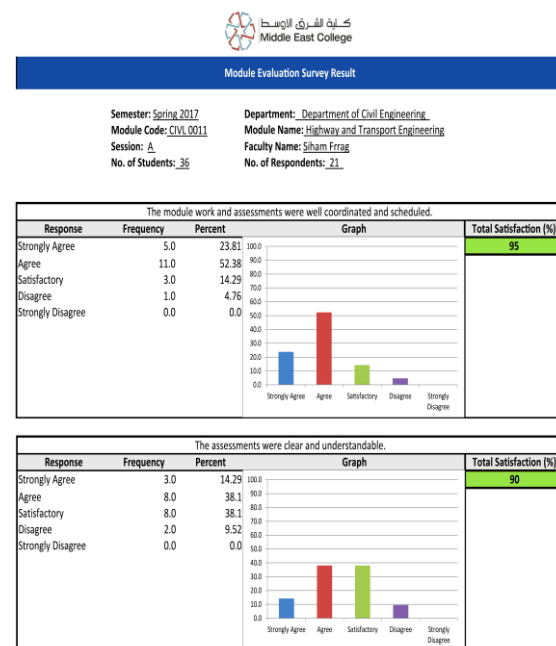 كلية الشرق الاوسط
Middle East College
Module Evaluation Survey Result
Semester: Spring 2017 Department: Department of Civil Engineering
Module Code: CIVL 0011 Module Name: Highway and Transport Engineering
Session: A Faculty Name: Siham Frrag
No. of Students: 36 No. of Respondents: 21
The module work and assessments were well coordinated and scheduled.
Response Frequency Percent Graph Total Satisfaction (%)
Strongly Agree 5.0 23.81 95
Agree 11.0 52.38
Satisfactory 3.0 14.29
Disagree 1.0 4.76
Strongly Disagree 0.0 0.0
100.0
90.0
80.0
70.0
60.0
50.0
40.0
30.0
20.0
10.0
0.0
Strongly Agree Agree Satisfactory Disagree Strongly
Disagree
The assessments were clear and understandable.
Response Frequency Percent Graph Total Satisfaction (%)
Strongly Agree 3.0 14.29 90
Agree 8.0 38.1
Satisfactory 8.0 38.1
Disagree 2.0 9.52
Strongly Disagree 0.0 0.0
100.0
90.0
80.0
70.0
60.0
50.0
40.0
30.0
20.0
10.0
0.0
Strongly Agree Agree Satisfactory Disagree Strongly
Disagree